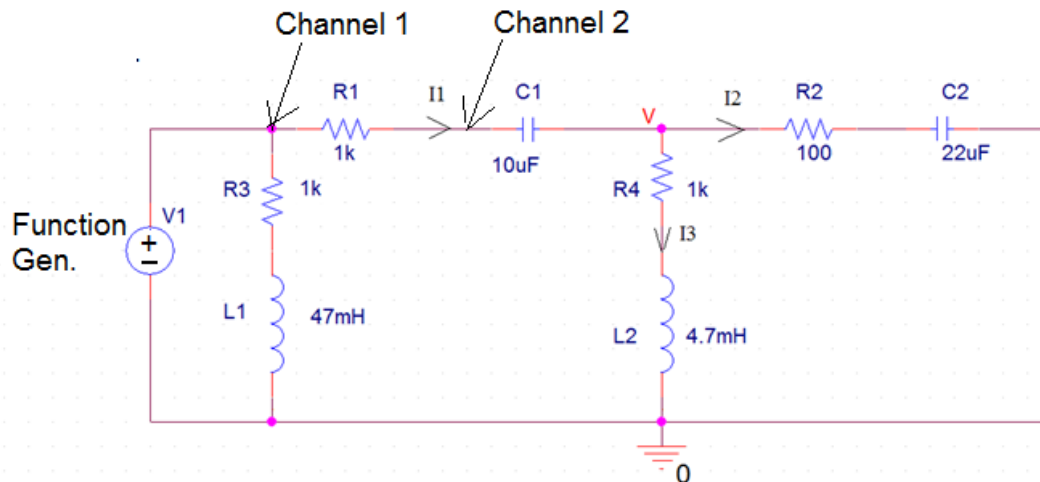 Channel 1
Channel 2
R1
I1
C1
V
I2
R2
C2
1k
10uF
100
22uF
R3
1k
R4
1k
Function
Gen.
V1
I3
L1
47mH
L2
4.7mH
0